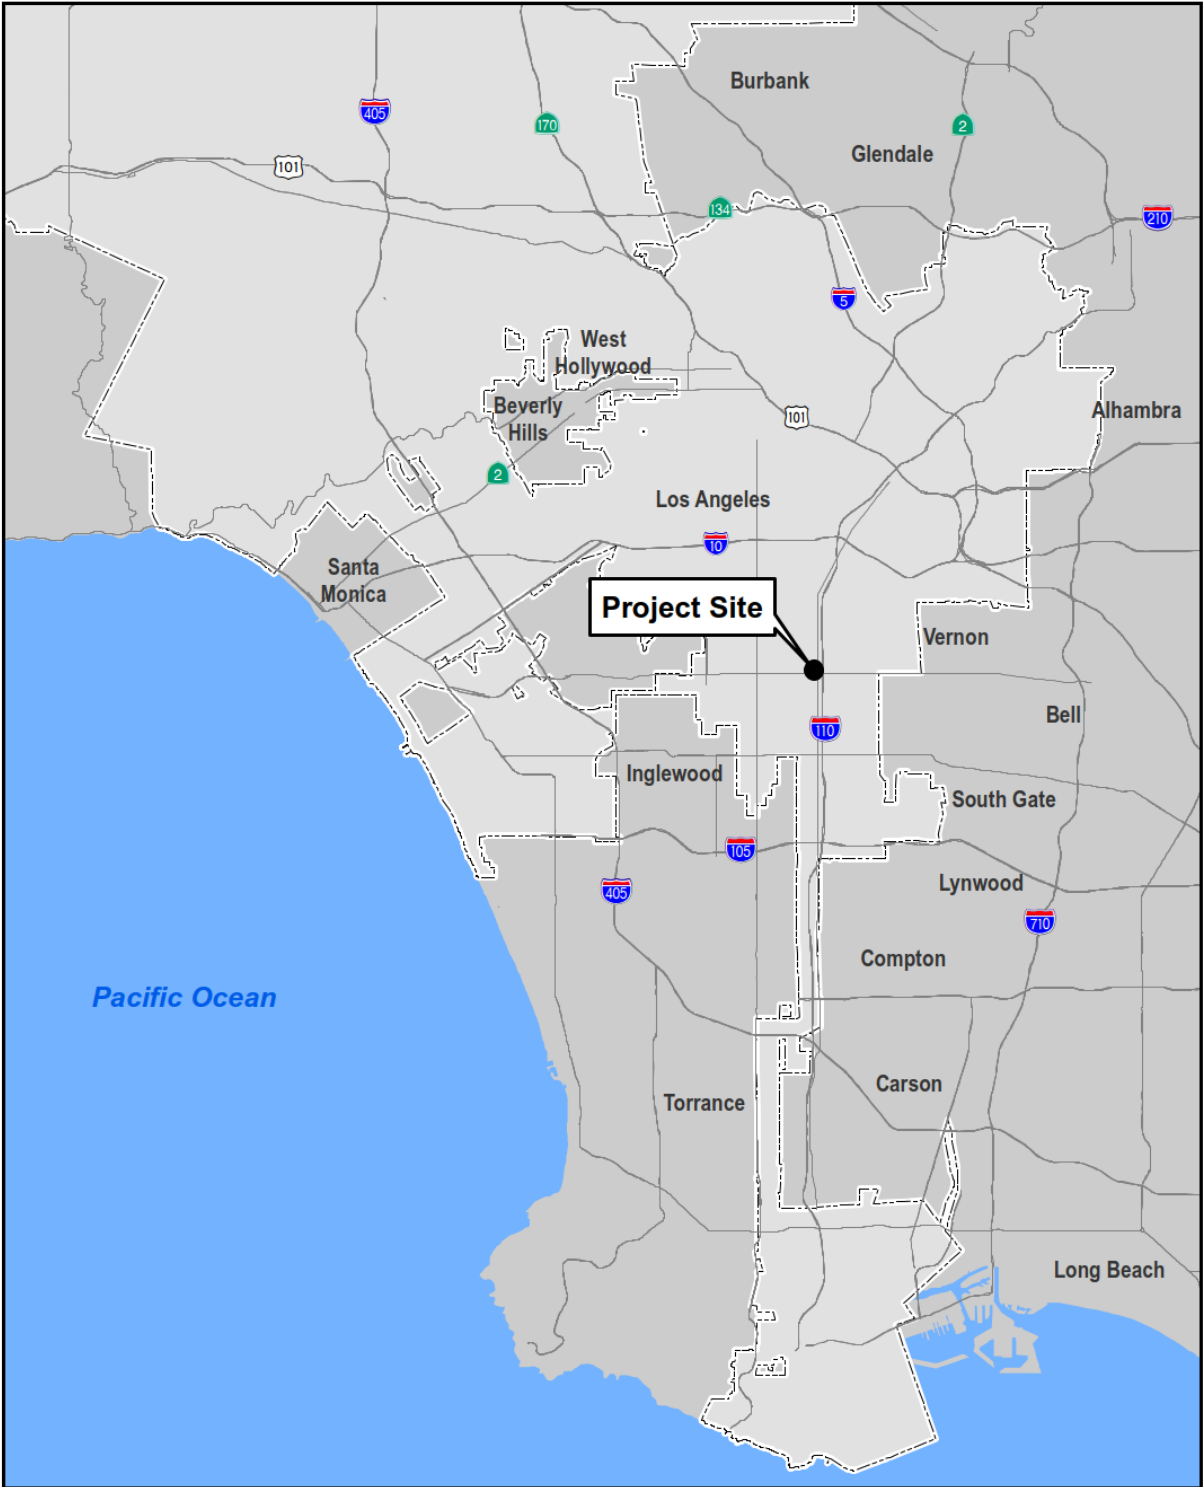 Burbank
405
170
2
Glendale
101
134
210
5
West
Hollywood
Beverly
Hills
101
Alhambra
2
Los Angeles
10
Santa
Monica
Project Site
Vernon
Bell
110
Inglewood
South Gate
105
Lynwood
405
710
Compton
Pacific Ocean
Carson
Torrance
Long Beach